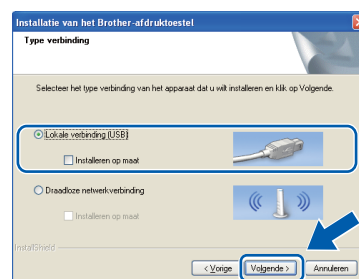 Installatie van het Brother-afdruktoestel
Type verbinding
Selecteer het type verbinding van het apparaat dat u wilt installeren en klik op Volgende.
Lokale verbinding (USB)
Installeren op maat
Draadloze netwerkverbinding
Installeren op maat
InstallShield
< Vorige
Volgende >
Annuleren